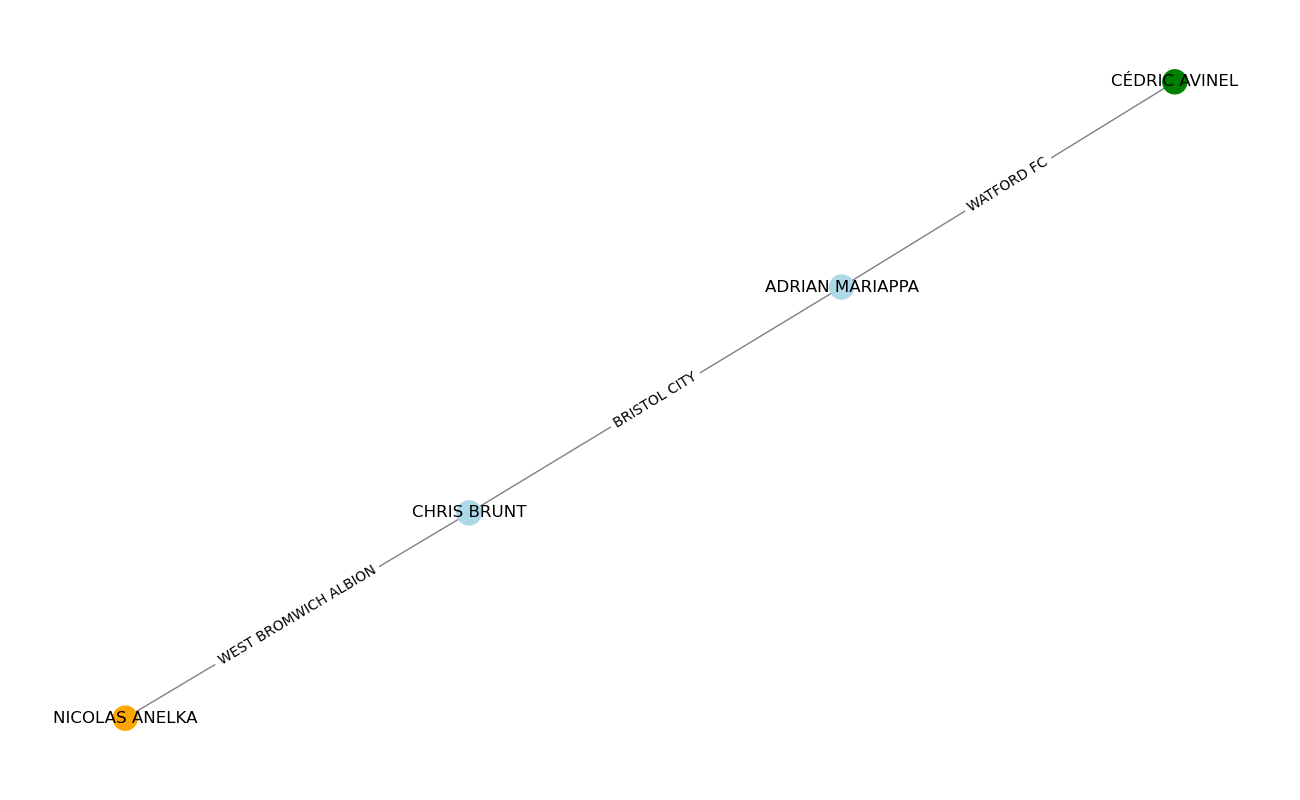 CÉDRIC AVINEL
WATFORD FC
ADRIAN MARIAPPA
BRISTOL CITY
CHRIS BRUNT
WEST BROMWICH ALBION
NICOLAS ANELKA